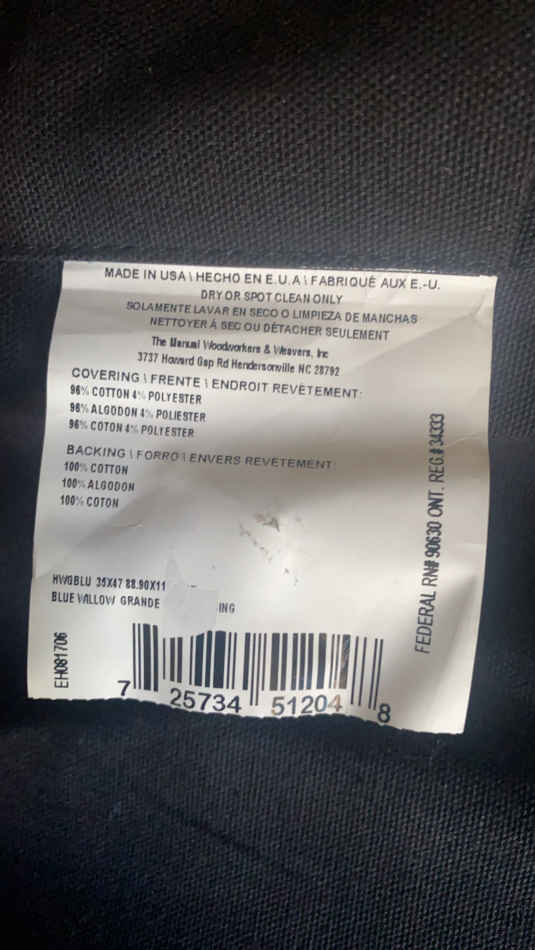 MADE IN USA \ HECHO EN E.U.A \ FABRIQUÉ AUX E.-U.
DRY OR SPOT CLEAN ONLY
SOLAMENTE LAVAR EN SECO O LIMPIEZA DE MANCHAS
NETTOYER À SEC OU DÉTACHER SEULEMENT
The Manual Woodworkers & Weavers, Inc
3737 Howard Gap Rd Hendersonville NC 28792
COVERING \ FRENTE \ ENDROIT REVÊTEMENT:
96% COTTON 4% POLYESTER
96% ALGODON 4% POLIESTER
96% COTON 4% POLYESTER
BACKING \ FORRO \ ENVERS REVETEMENT
100% COTTON
100% ALGODON
100% COTON
HWGBLU 35X47 88.90X11
BLUE WILLOW GRANDE ING
EH081706
7 25734 51204 8
FEDERAL RN# 90630 ONT. REG.# 34333